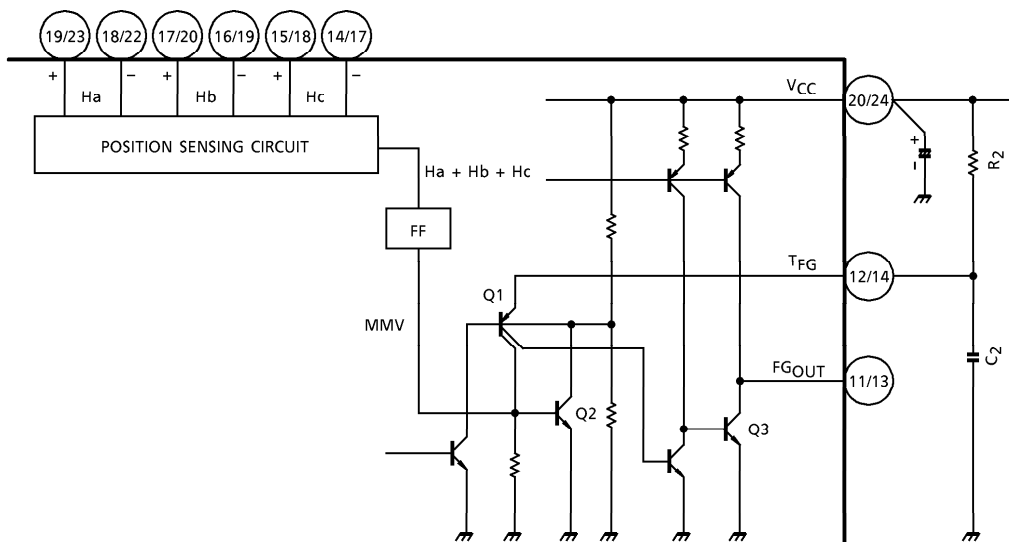 19/23 18/22 17/20 16/19 15/18 14/17
+ − + − + −
Ha Hb Hc
POSITION SENSING CIRCUIT
Ha + Hb + Hc
FF
MMV
VCC
20/24
+
−
R2
TFG
12/14
Q1
FGOUT
11/13
C2
Q2
Q3